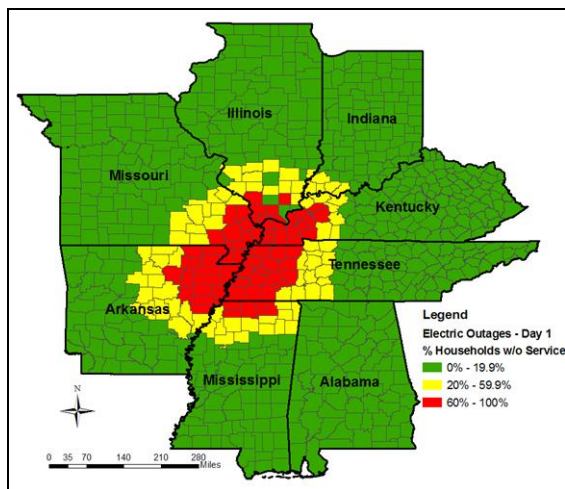 Illinois
Indiana
Missouri
Kentucky
Tennessee
Arkansas
Mississippi
Alabama
Legend
Electric Outages - Day 1
% Households w/o Service
0% - 19.9%
20% - 59.9%
60% - 100%
N
0 35 70 140 210 280
Miles